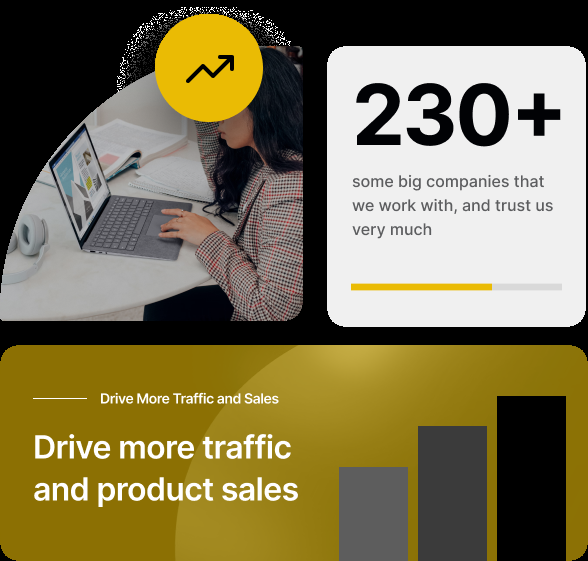 230+
some big companies that
we work with, and trust us
very much
Drive More Traffic and Sales
Drive more traffic
and product sales